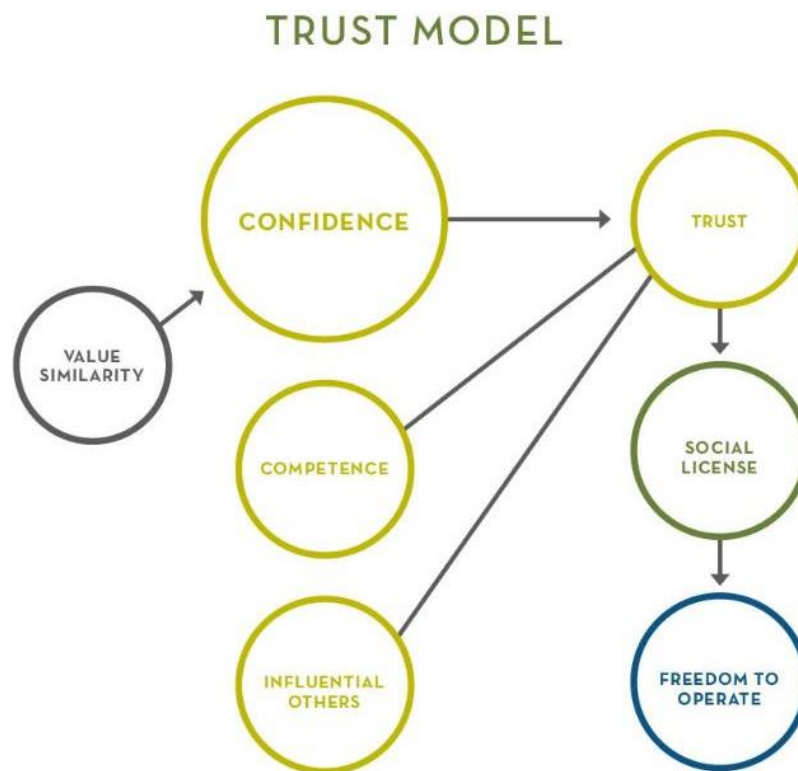 TRUST MODEL
CONFIDENCE
TRUST
VALUE
SIMILARITY
COMPETENCE
SOCIAL
LICENSE
INFLUENTIAL
OTHERS
FREEDOM TO
OPERATE